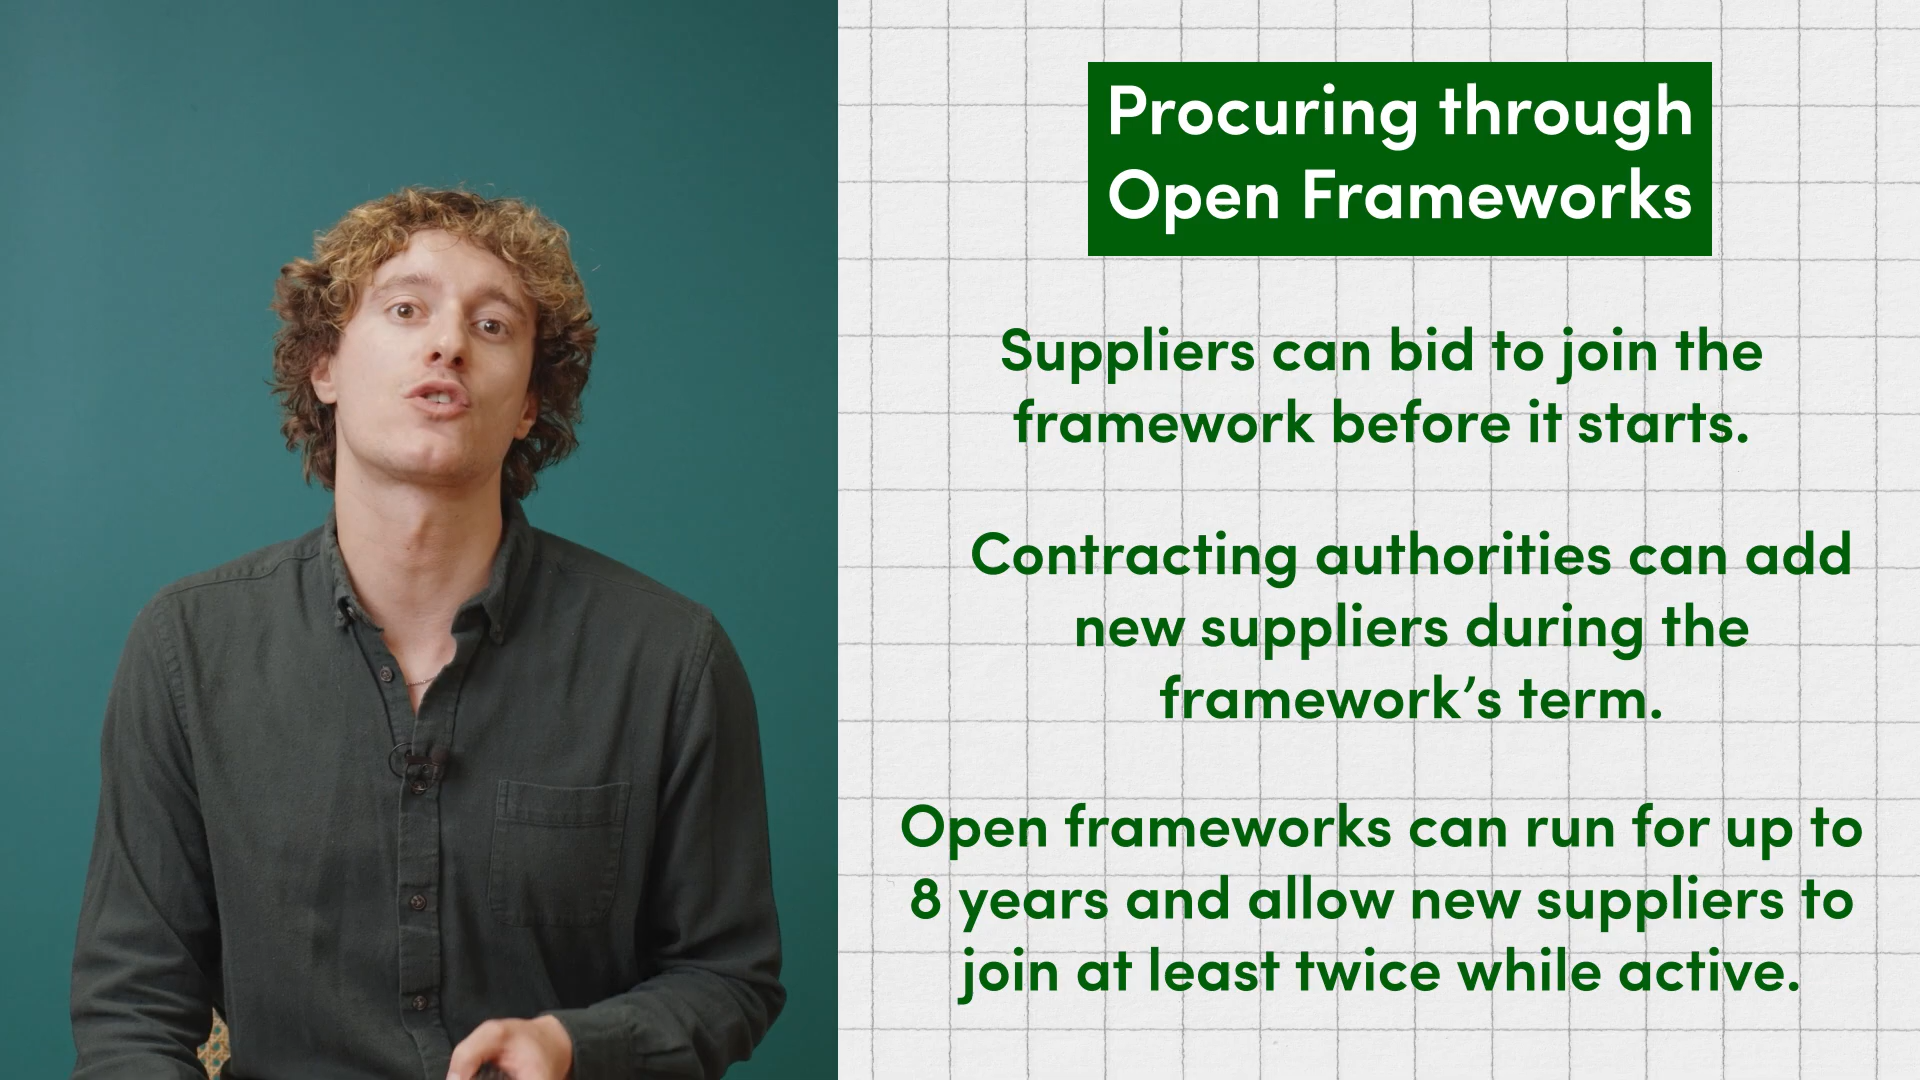 Procuring through
Open Frameworks
Suppliers can bid to join the
framework before it starts.
Contracting authorities can add
new suppliers during the
framework’s term.
Open frameworks can run for up to
8 years and allow new suppliers to
join at least twice while active.